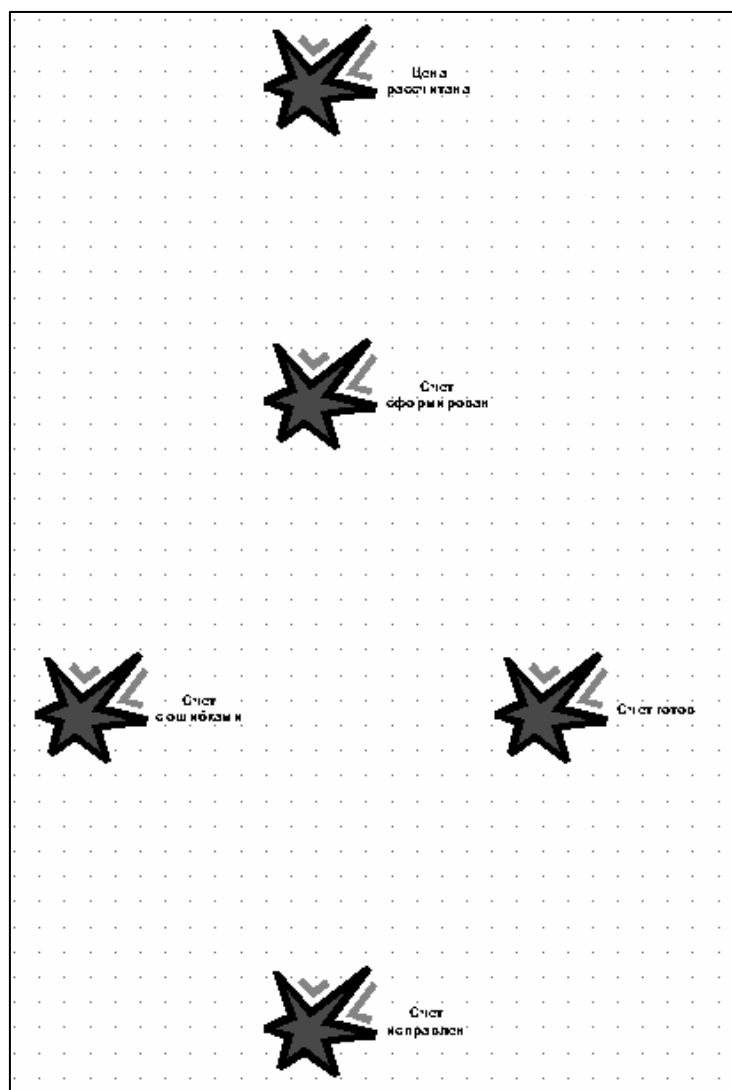 Цена
рассчитана
Счет
сформирован
Счет
с ошибками
Счет готов
Счет
исправлен